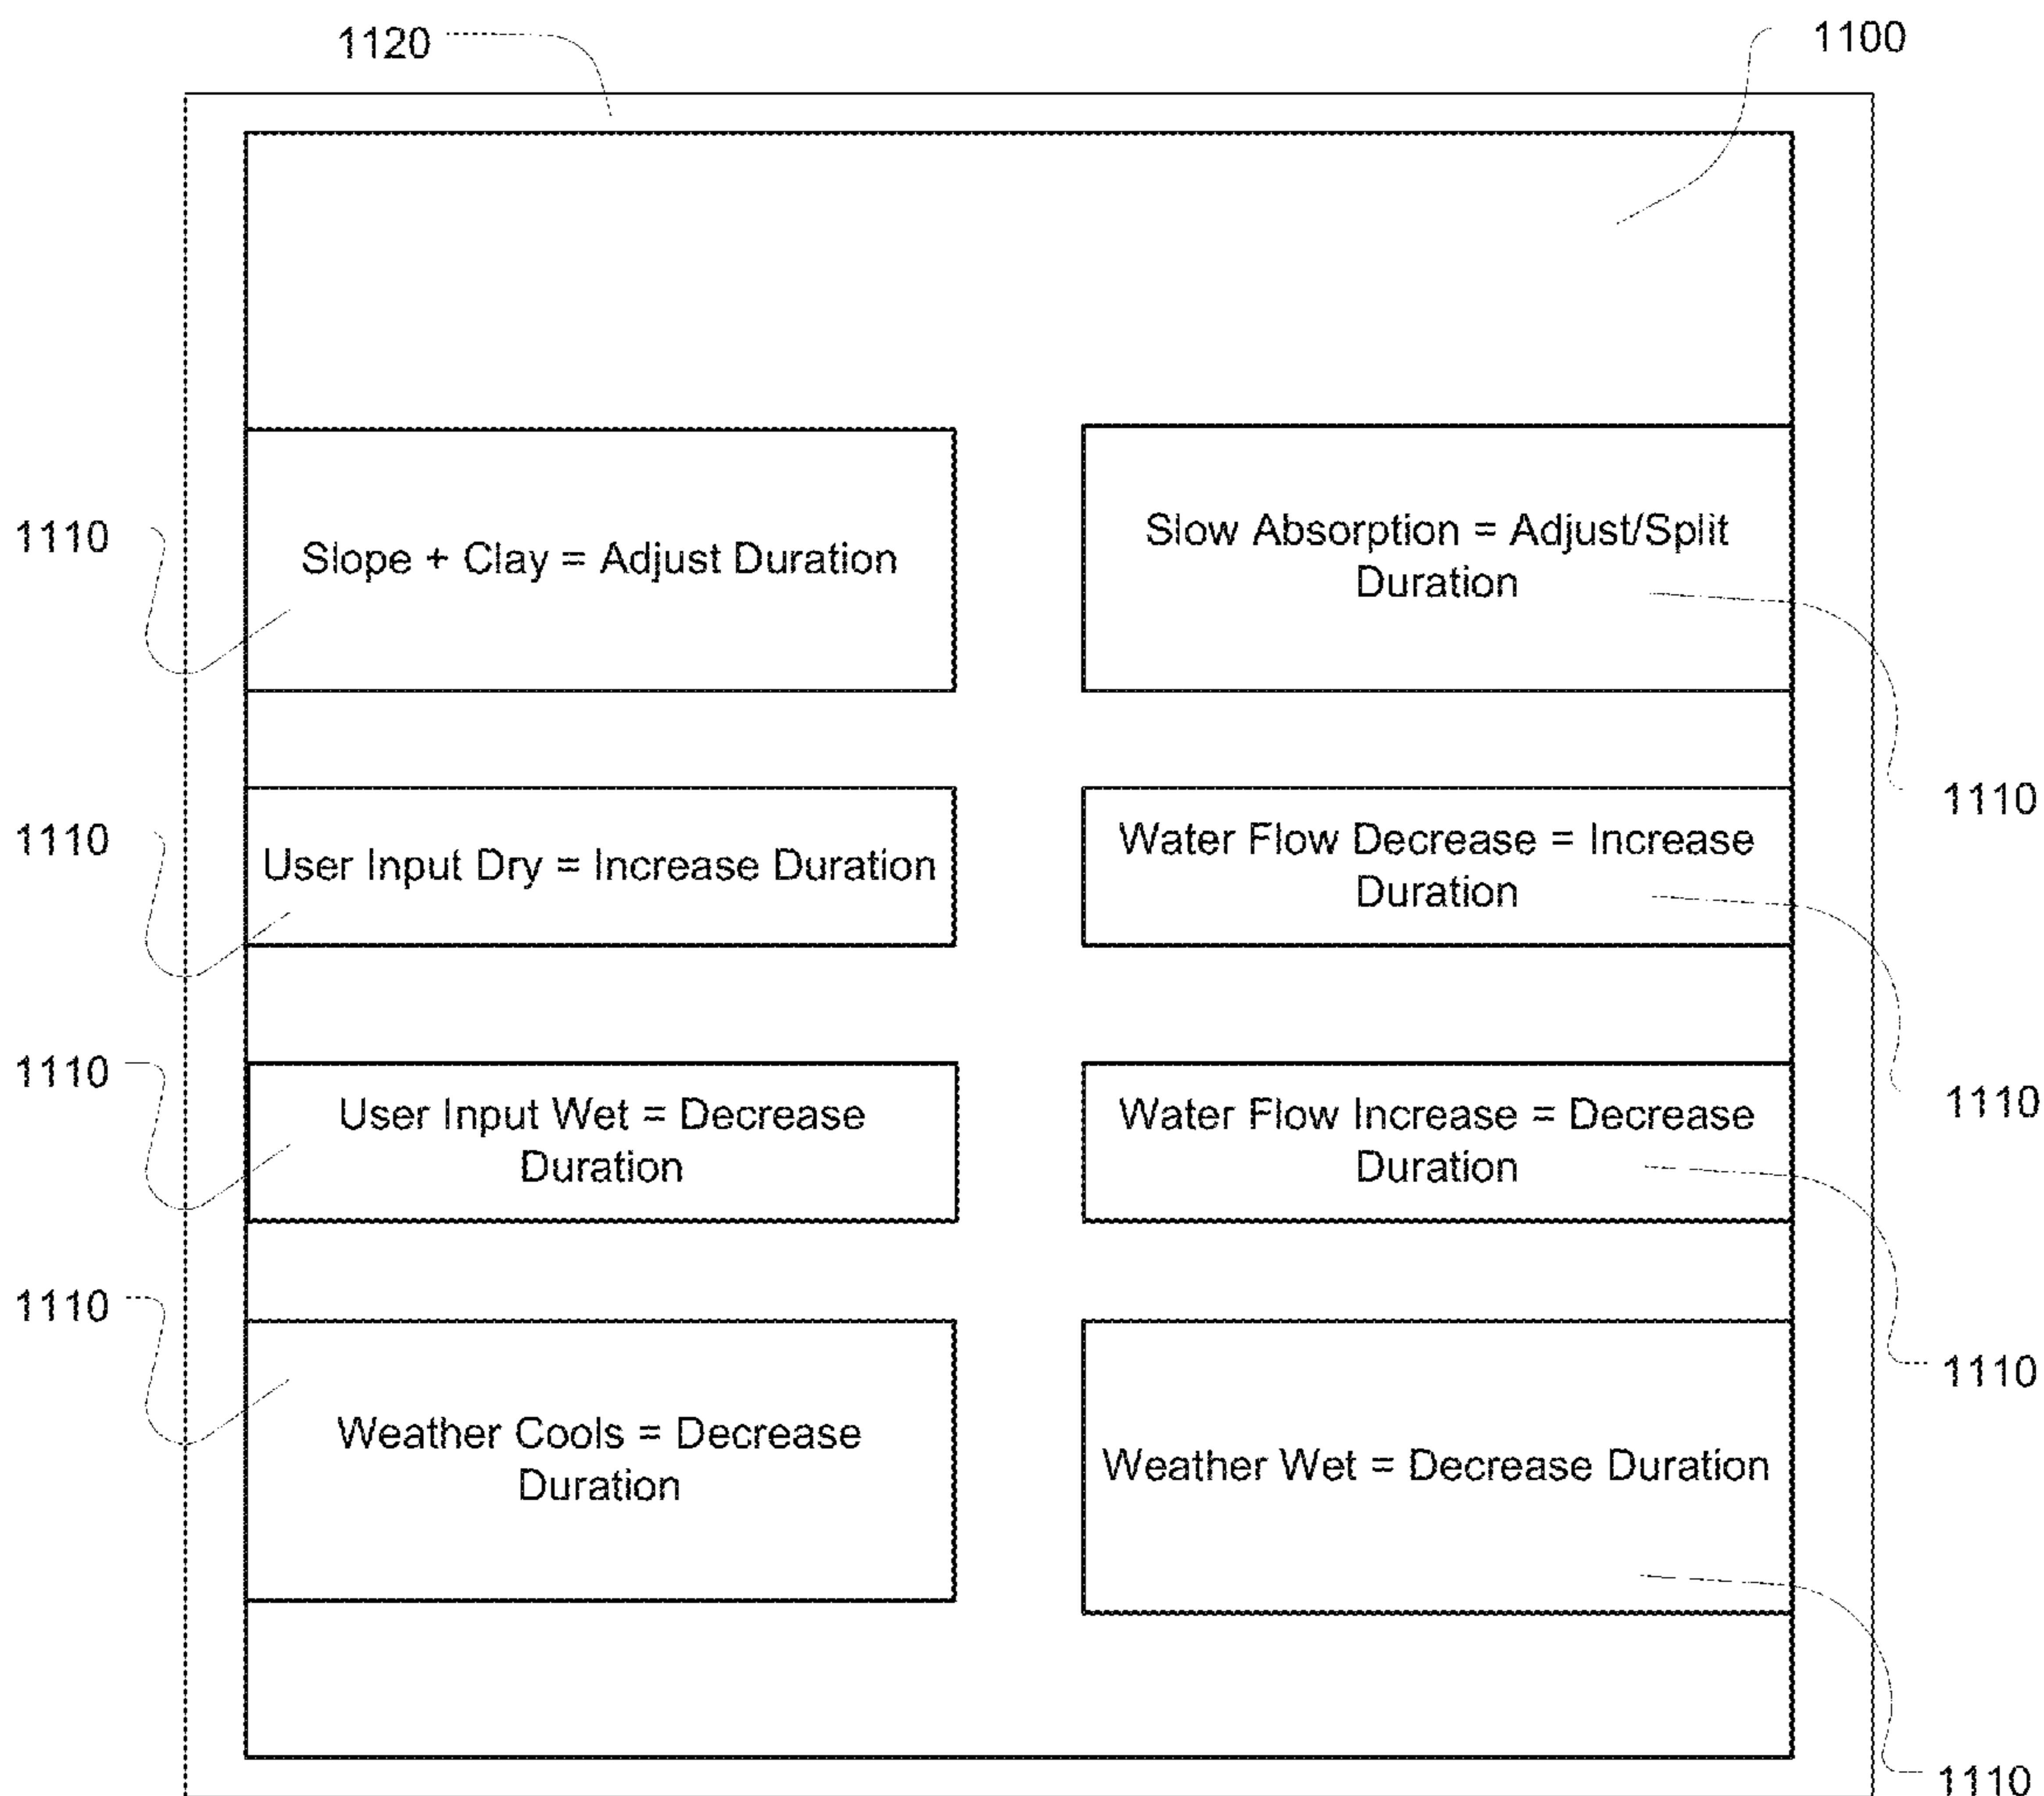 1120
1100
1110
Slope + Clay = Adjust Duration
Slow Absorption = Adjust/Split
Duration
1110
1110
User Input Dry = Increase Duration
Water Flow Decrease = Increase
Duration
1110
1110
User Input Wet = Decrease
Duration
Water Flow Increase = Decrease
Duration
1110
1110
Weather Cools = Decrease
Duration
Weather Wet = Decrease Duration
1110